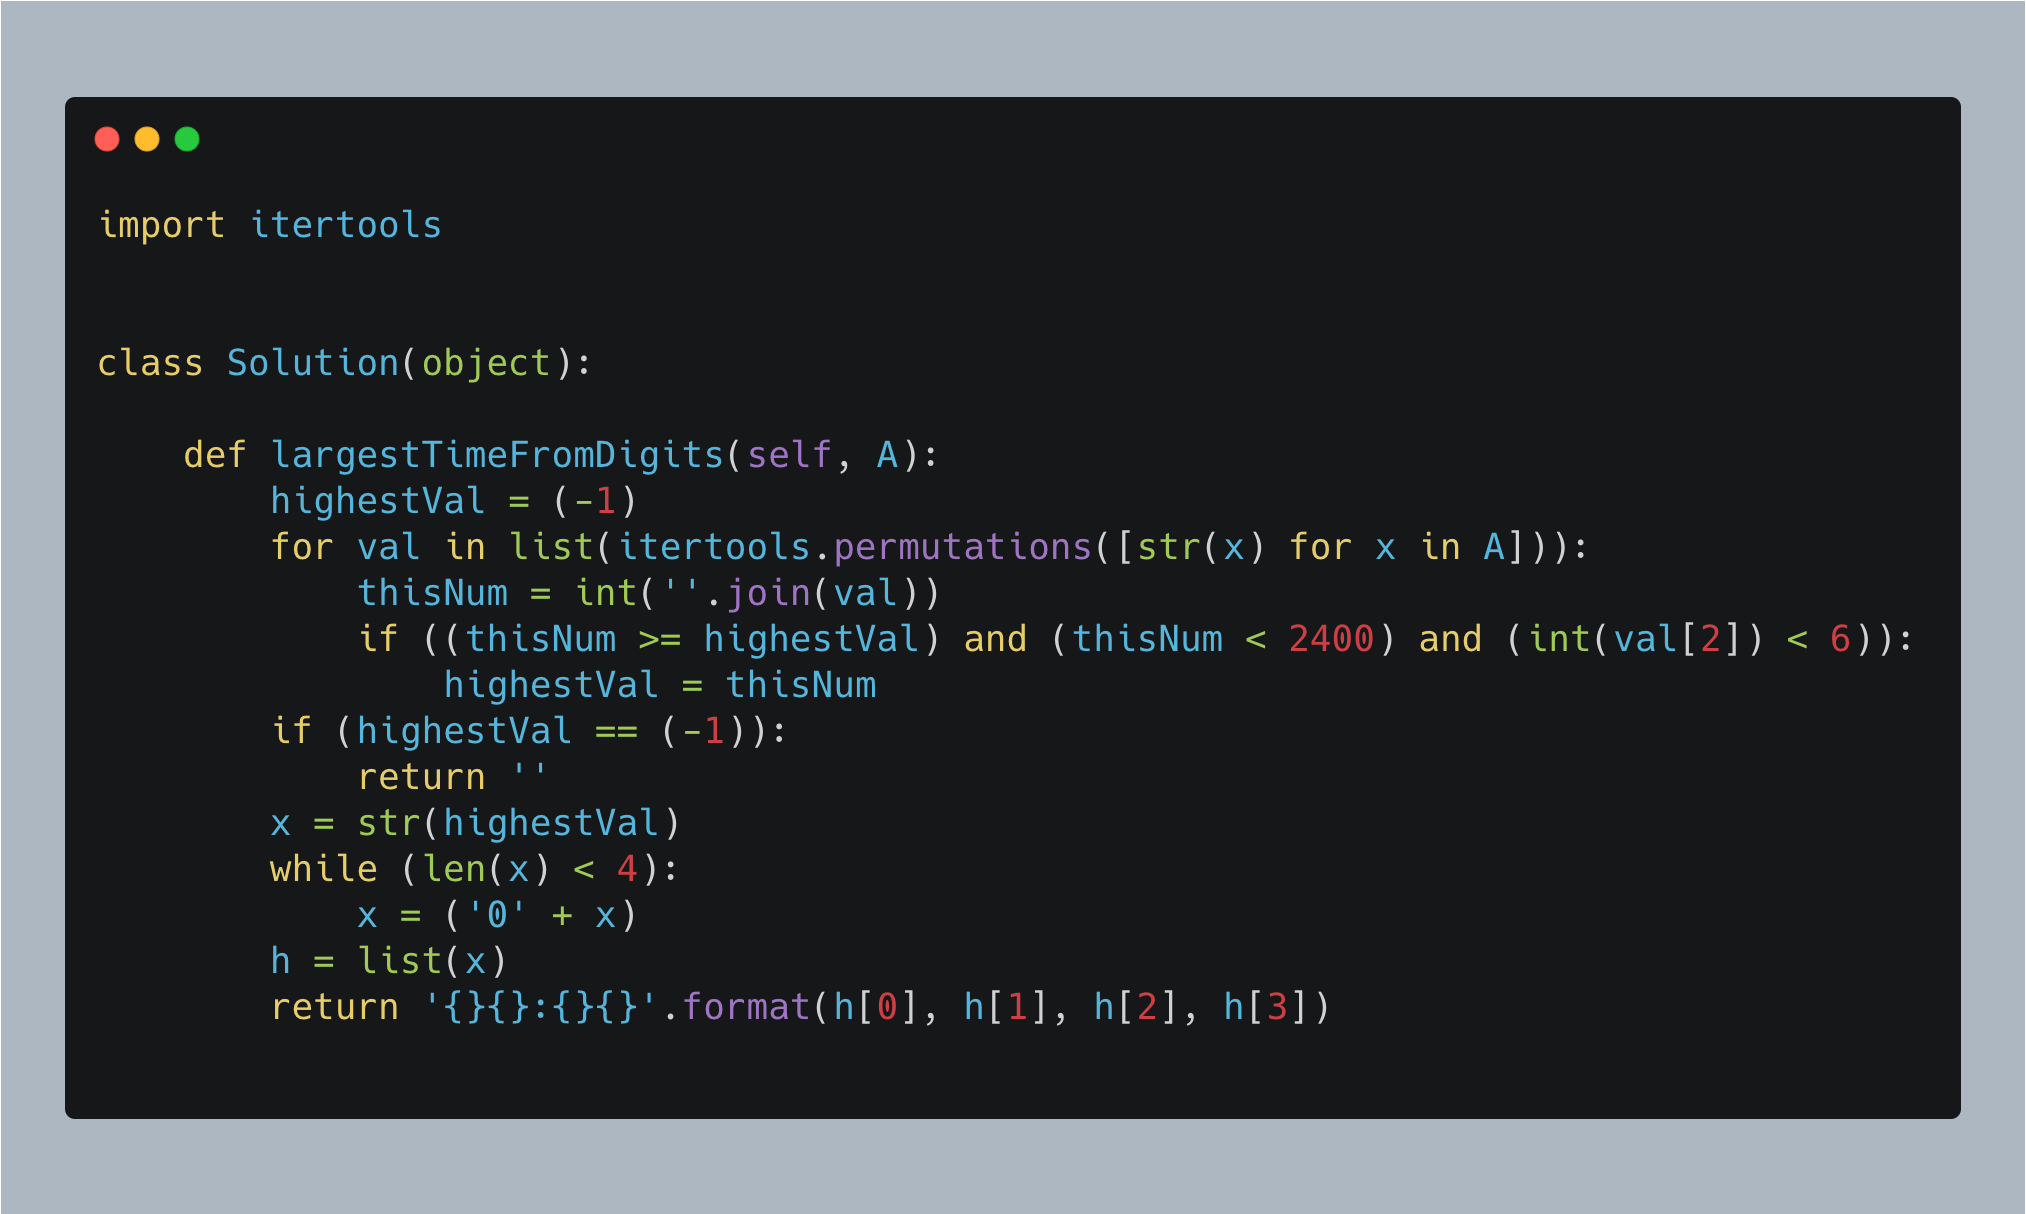 import itertools
class Solution(object):
    def largestTimeFromDigits(self, A):
        highestVal = (-1)
        for val in list(itertools.permutations([str(x) for x in A])):
            thisNum = int(''.join(val))
            if ((thisNum >= highestVal) and (thisNum < 2400) and (int(val[2]) < 6)):
                highestVal = thisNum
        if (highestVal == (-1)):
            return ''
        x = str(highestVal)
        while (len(x) < 4):
            x = ('0' + x)
        h = list(x)
        return '{}{}:{}{}'.format(h[0], h[1], h[2], h[3])